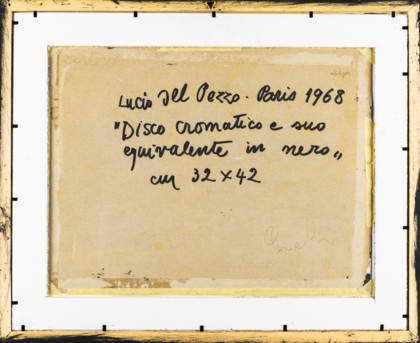 Lucio Del Pezzo. Paris 1968
"Disco cromatico e suo
equivalente in nero„
cm 32×42